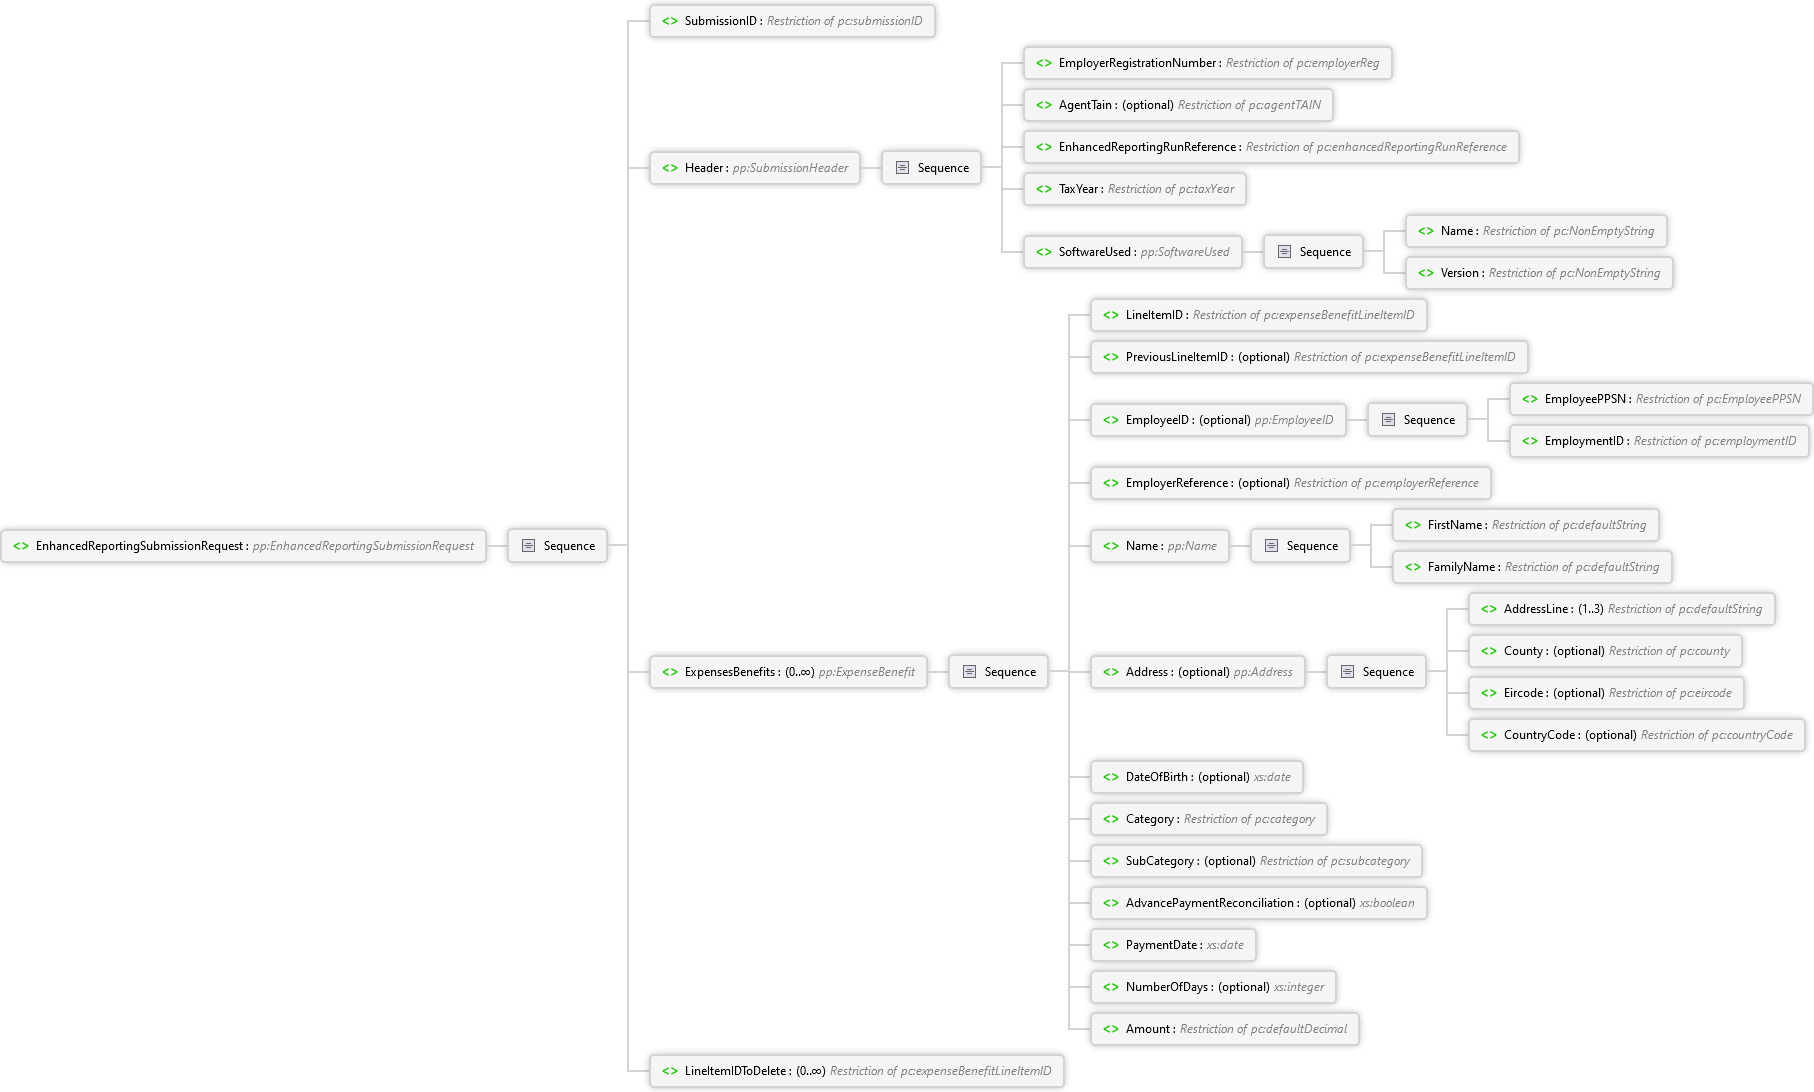 <> SubmissionID : Restriction of pc:submissionID
<> EmployerRegistrationNumber : Restriction of pc:employerReg
<> AgentTain : (optional) Restriction of pc:agentTAIN
<> EnhancedReportingRunReference : Restriction of pc:enhancedReportingRunReference
<> Header : pp:SubmissionHeader
Sequence
<> TaxYear : Restriction of pc:taxYear
<> SoftwareUsed : pp:SoftwareUsed
Sequence
<> Name : Restriction of pc:NonEmptyString
<> Version : Restriction of pc:NonEmptyString
<> LineItemID : Restriction of pc:expenseBenefitLineItemID
<> PreviousLineItemID : (optional) Restriction of pc:expenseBenefitLineItemID
<> EmployeeID : (optional) pp:EmployeeID
Sequence
<> EmployeePPSN : Restriction of pc:EmployeePPSN
<> EmploymentID : Restriction of pc:employmentID
<> EmployerReference : (optional) Restriction of pc:employerReference
<> EnhancedReportingSubmissionRequest : pp:EnhancedReportingSubmissionRequest
Sequence
<> Name : pp:Name
Sequence
<> FirstName : Restriction of pc:defaultString
<> FamilyName : Restriction of pc:defaultString
<> ExpensesBenefits : (0..∞) pp:ExpenseBenefit
Sequence
<> Address : (optional) pp:Address
Sequence
<> AddressLine : (1..3) Restriction of pc:defaultString
<> County : (optional) Restriction of pc:county
<> Eircode : (optional) Restriction of pc:eircode
<> CountryCode : (optional) Restriction of pc:countryCode
<> DateOfBirth : (optional) xs:date
<> Category : Restriction of pc:category
<> SubCategory : (optional) Restriction of pc:subcategory
<> AdvancePaymentReconciliation : (optional) xs:boolean
<> PaymentDate : xs:date
<> NumberOfDays : (optional) xs:integer
<> Amount : Restriction of pc:defaultDecimal
<> LineItemIDToDelete : (0..∞) Restriction of pc:expenseBenefitLineItemID